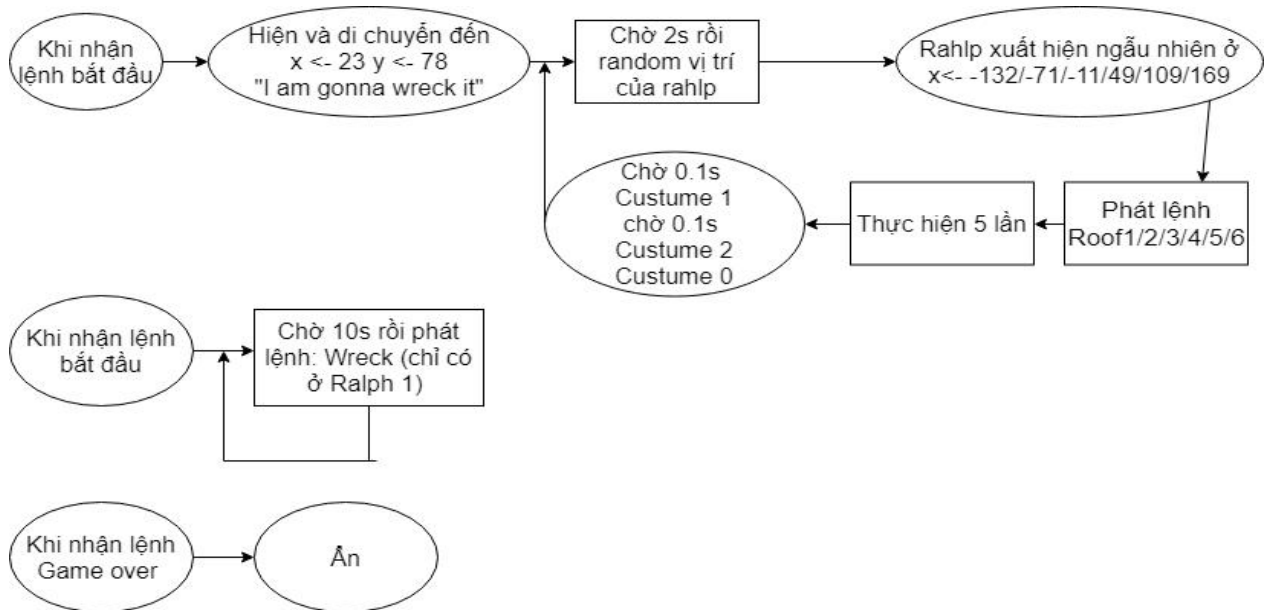 Khi nhận
lệnh bắt đầu
Hiện và di chuyển đến
x <- 23 y <- 78
"I am gonna wreck it"
Chờ 2s rồi
random vị trí
của rahlp
Rahlp xuất hiện ngẫu nhiên ở
x<- -132/-71/-11/49/109/169
Phát lệnh
Roof1/2/3/4/5/6
Thực hiện 5 lần
Chờ 0.1s
Custume 1
chờ 0.1s
Custume 2
Custume 0
Khi nhận lệnh
bắt đầu
Chờ 10s rồi phát
lệnh: Wreck (chỉ có
ở Ralph 1)
Khi nhận lệnh
Game over
Ẩn